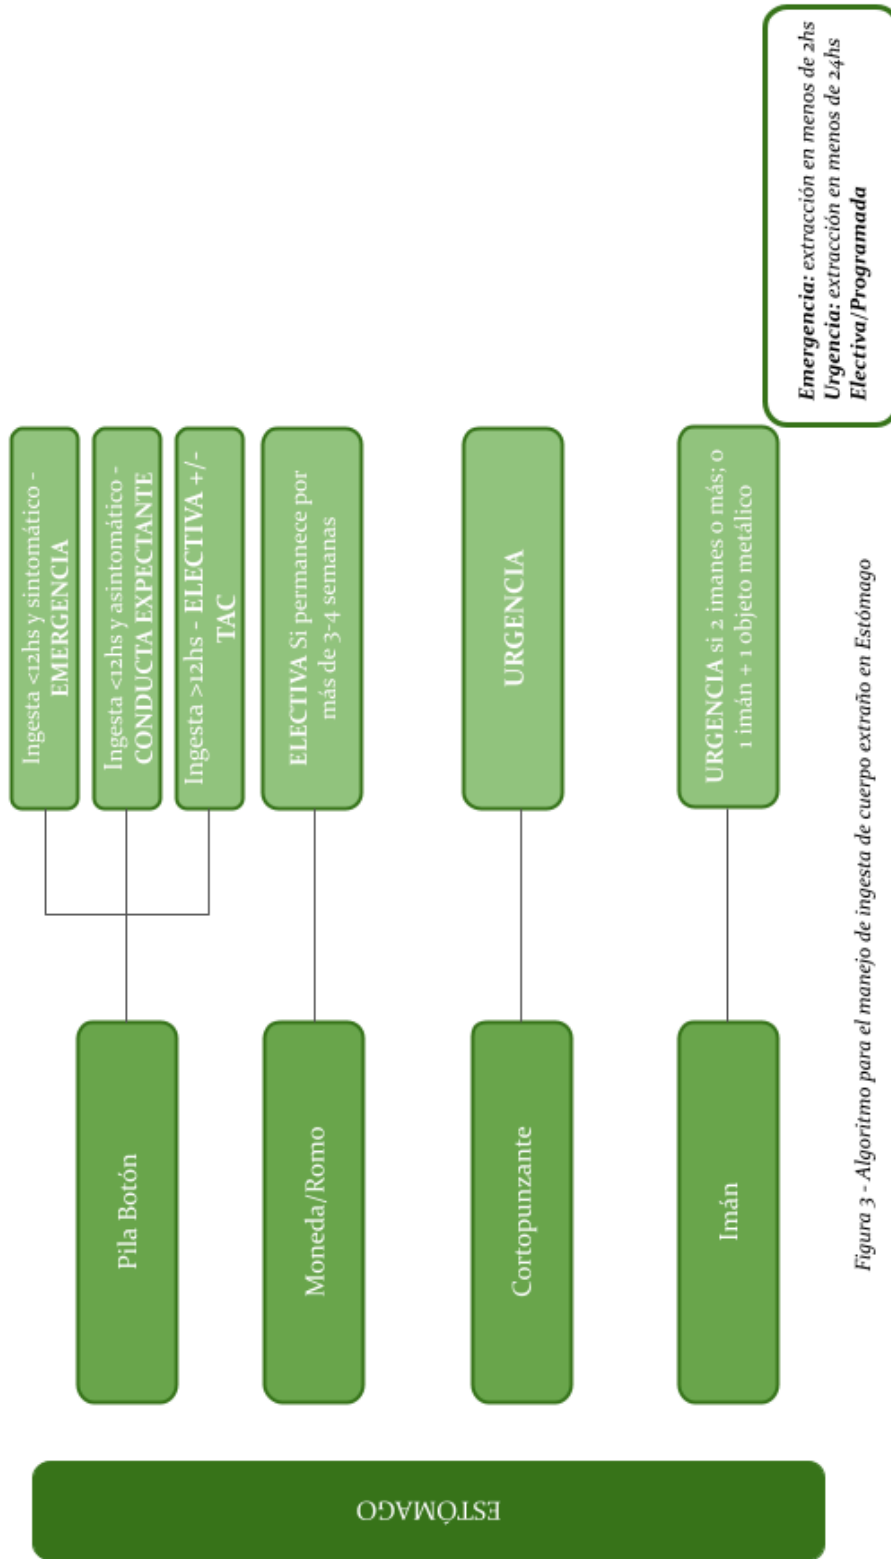 ESTÓMAGO
Pila Botón
Ingesta <12hs y sintomático -
EMERGENCIA
Ingesta <12hs y asintomático -
CONDUCTA EXPECTANTE
Ingesta >12hs - ELECTIVA +/-
TAC
Moneda/Romo
ELECTIVA Si permanece por
más de 3-4 semanas
Cortopunzante
URGENCIA
Imán
URGENCIA si 2 imanes o más; o
1 imán + 1 objeto metálico
Emergencia: extracción en menos de 2hs
Urgencia: extracción en menos de 24hs
Electiva/Programada
Figura 3 - Algoritmo para el manejo de ingesta de cuerpo extraño en Estómago